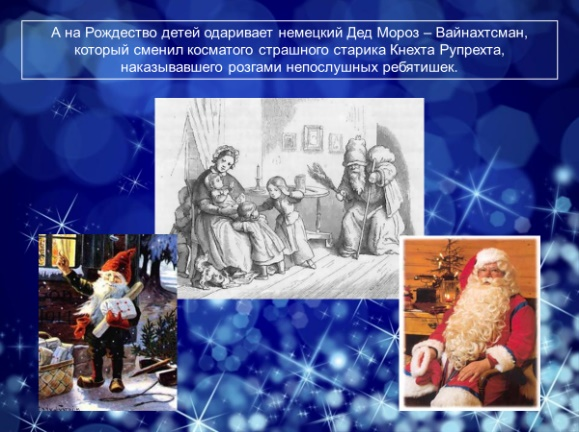 А на Рождество детей одаривает немецкий Дед Мороз – Вайнахтсман,
который сменил косматого страшного старика Кнехта Рупрехта,
наказывавшего розгами непослушных ребятишек.